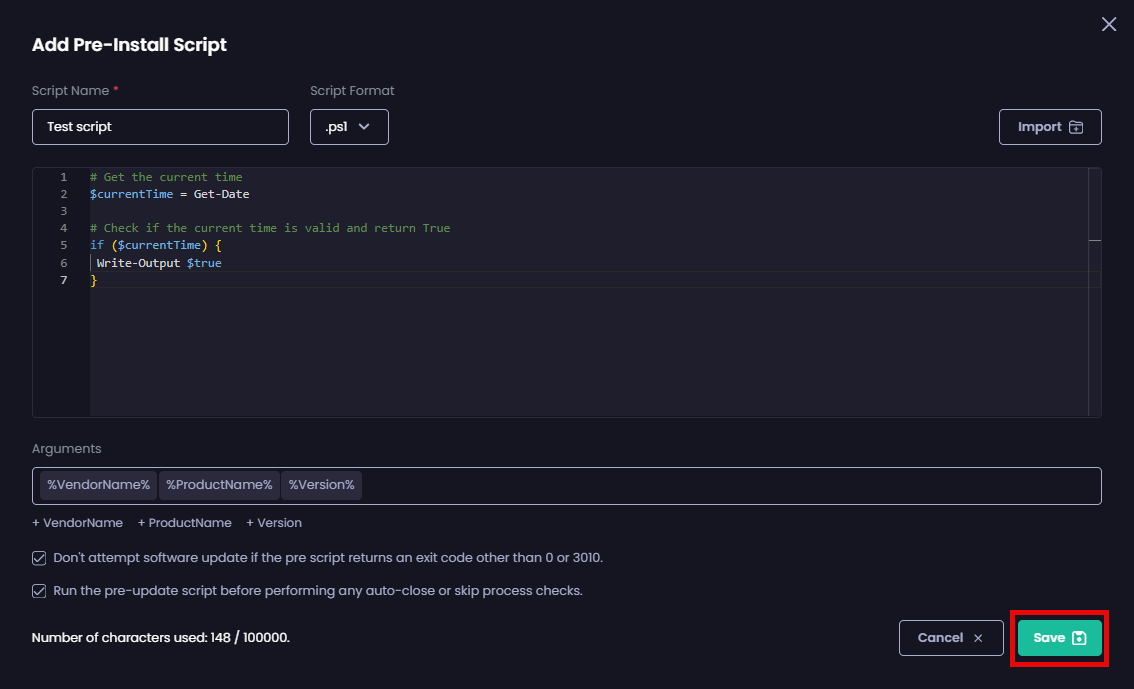 Add Pre-Install Script
Script Name *
Script Format
Test script
.ps1
Import
1 # Get the current time
2 $currentTime = Get-Date
3
4 # Check if the current time is valid and return True
5 if ($currentTime) {
6 Write-Output $true
7 }
Arguments
%VendorName% %ProductName% %Version%
+ VendorName + ProductName + Version
Don't attempt software update if the pre script returns an exit code other than 0 or 3010.
Run the pre-update script before performing any auto-close or skip process checks.
Number of characters used: 148 / 100000.
Cancel
Save